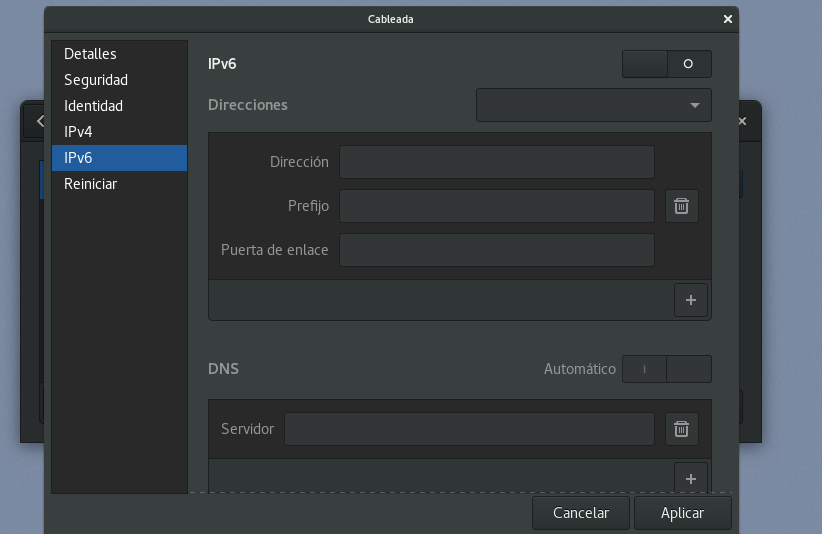 Cableada
Detalles
Seguridad
Identidad
IPv4
IPv6
Reiniciar
IPv6
Direcciones
Dirección
Prefijo
Puerta de enlace
DNS
Automático
Servidor
Cancelar
Aplicar